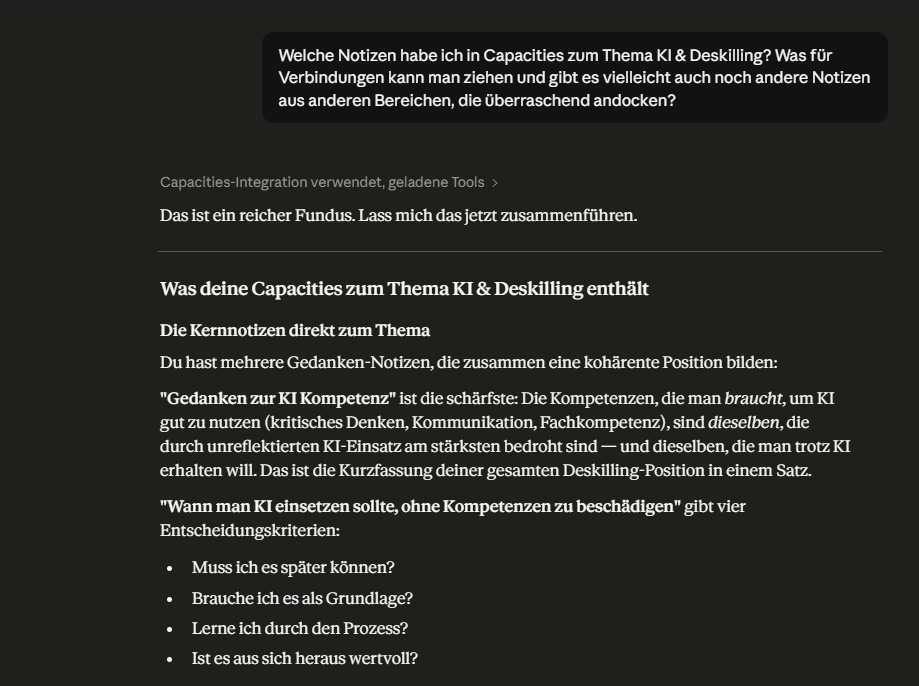 Welche Notizen habe ich in Capacities zum Thema KI & Deskilling? Was für
Verbindungen kann man ziehen und gibt es vielleicht auch noch andere Notizen
aus anderen Bereichen, die überraschend andocken?
Capacities-Integration verwendet, geladene Tools >
Das ist ein reicher Fundus. Lass mich das jetzt zusammenführen.
Was deine Capacities zum Thema KI & Deskilling enthält
Die Kernnotizen direkt zum Thema
Du hast mehrere Gedanken-Notizen, die zusammen eine kohärente Position bilden:
"Gedanken zur KI Kompetenz" ist die schärfste: Die Kompetenzen, die man braucht, um KI
gut zu nutzen (kritisches Denken, Kommunikation, Fachkompetenz), sind dieselben, die
durch unreflektierten KI-Einsatz am stärksten bedroht sind — und dieselben, die man trotz KI
erhalten will. Das ist die Kurzfassung deiner gesamten Deskilling-Position in einem Satz.
"Wann man KI einsetzen sollte, ohne Kompetenzen zu beschädigen" gibt vier
Entscheidungskriterien:
• Muss ich es später können?
• Brauche ich es als Grundlage?
• Lerne ich durch den Prozess?
• Ist es aus sich heraus wertvoll?